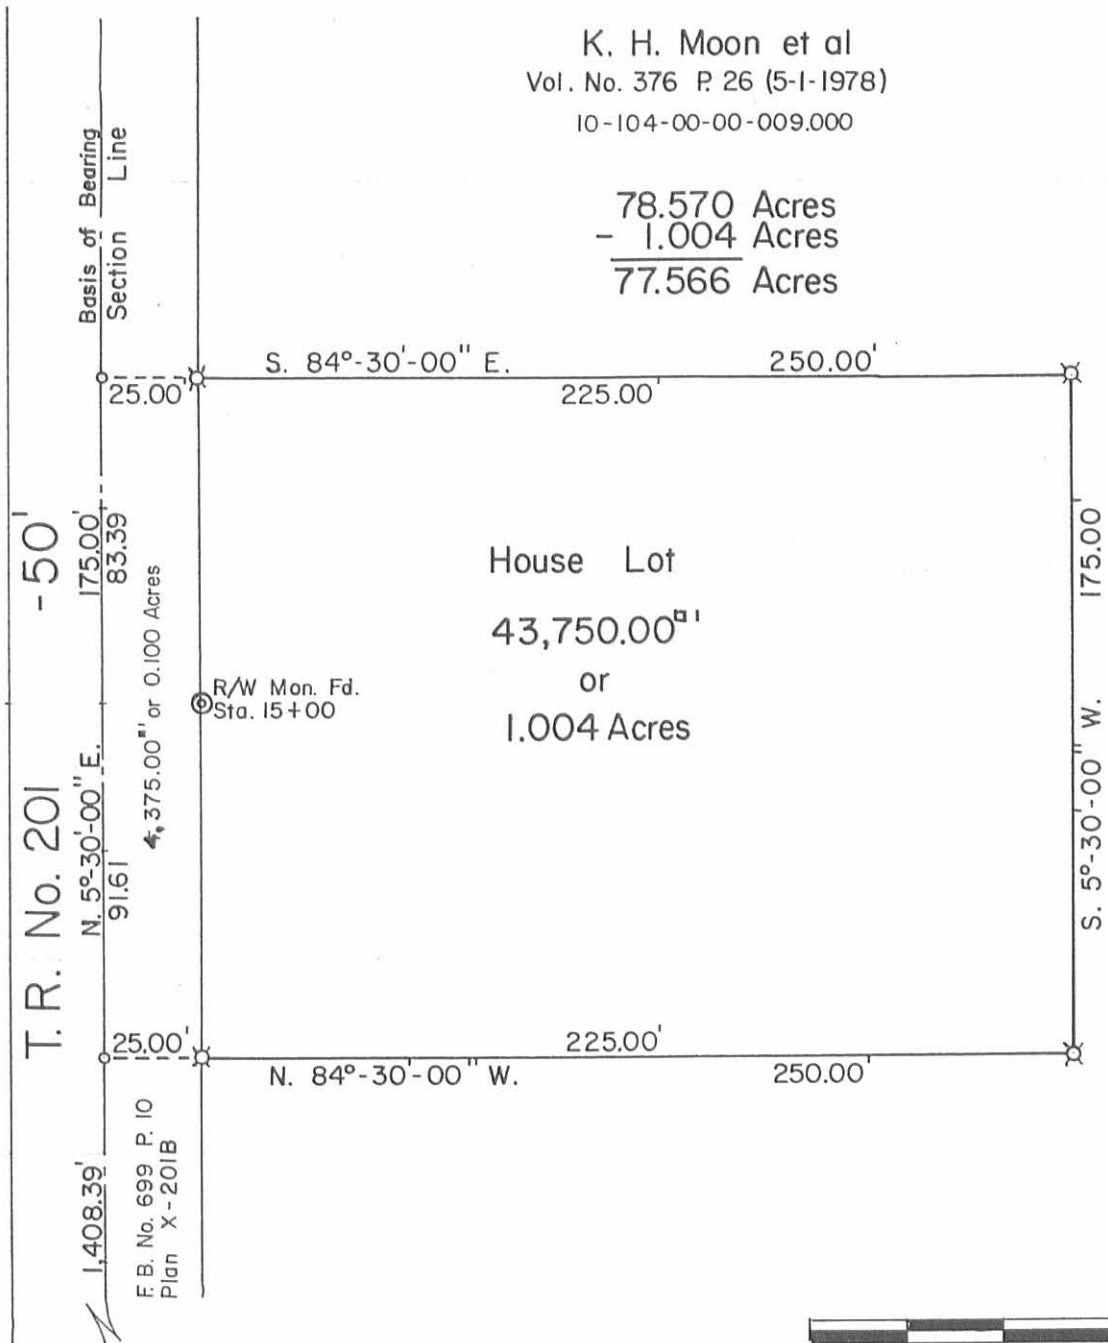 K. H. Moon et al
Vol. No. 376 P. 26 (5-1-1978)
10-104-00-00-009.000
78.570 Acres
- 1.004 Acres
77.566 Acres
Basis of Bearing
Section Line
S. 84°-30'-00" E.
250.00'
25.00'
225.00'
T. R. No. 201 -50'
N. 5°-30'-00" E.
175.00'
91.61
83.39
4,375.00□' or 0.100 Acres
R/W Mon. Fd.
Sta. 15+00
House Lot
43,750.00□'
or
1.004 Acres
S. 5°-30'-00" W.
175.00'
25.00'
225.00'
N. 84°-30-00" W.
250.00'
1,408.39'
F.B. No. 699 P. 10
Plan X-201B